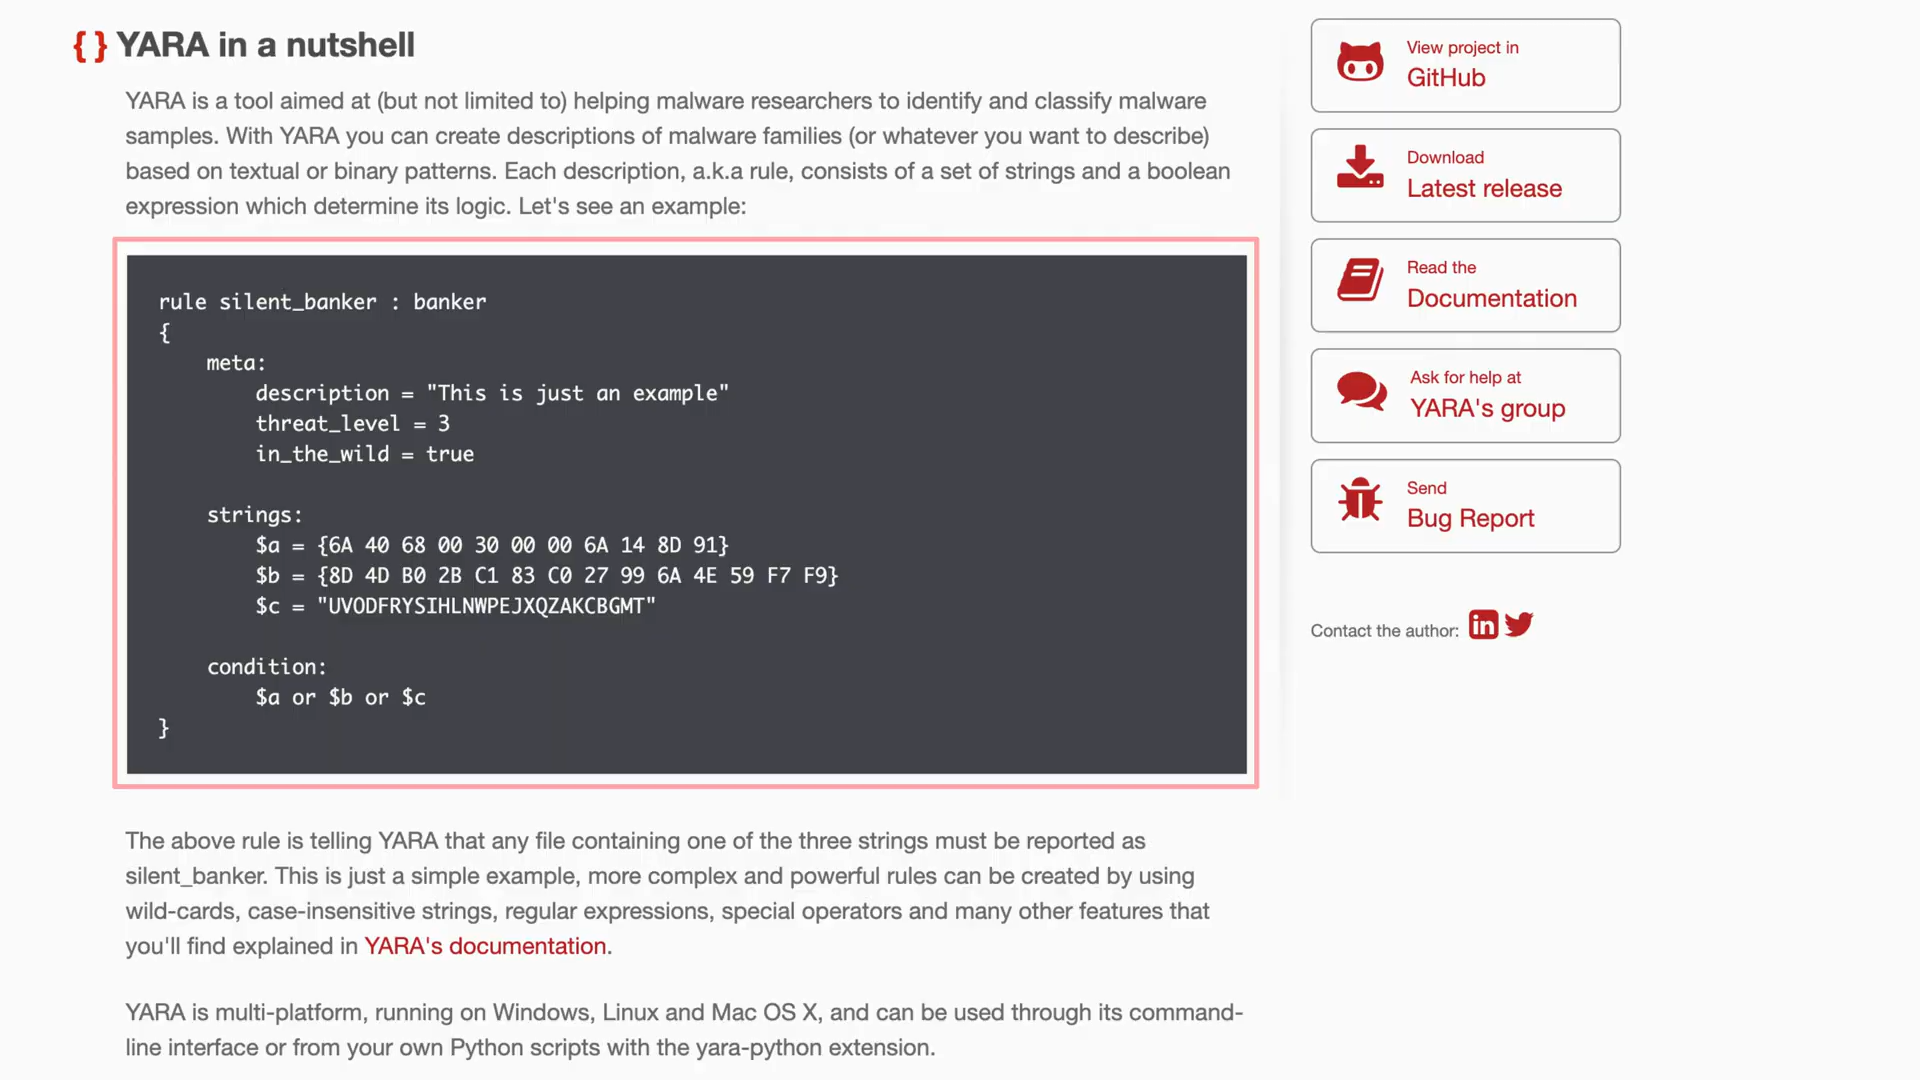 { } YARA in a nutshell
YARA is a tool aimed at (but not limited to) helping malware researchers to identify and classify malware
samples. With YARA you can create descriptions of malware families (or whatever you want to describe)
based on textual or binary patterns. Each description, a.k.a rule, consists of a set of strings and a boolean
expression which determine its logic. Let's see an example:
rule silent_banker : banker
{
    meta:
        description = "This is just an example"
        threat_level = 3
        in_the_wild = true

    strings:
        $a = {6A 40 68 00 30 00 00 6A 14 8D 91}
        $b = {8D 4D B0 2B C1 83 C0 27 99 6A 4E 59 F7 F9}
        $c = "UVODFRYSIHLNWPEJXQZAKCBGMT"

    condition:
        $a or $b or $c
}
The above rule is telling YARA that any file containing one of the three strings must be reported as
silent_banker. This is just a simple example, more complex and powerful rules can be created by using
wild-cards, case-insensitive strings, regular expressions, special operators and many other features that
you'll find explained in YARA's documentation.
YARA is multi-platform, running on Windows, Linux and Mac OS X, and can be used through its command-
line interface or from your own Python scripts with the yara-python extension.
View project in
GitHub
Download
Latest release
Read the
Documentation
Ask for help at
YARA's group
Send
Bug Report
Contact the author: in